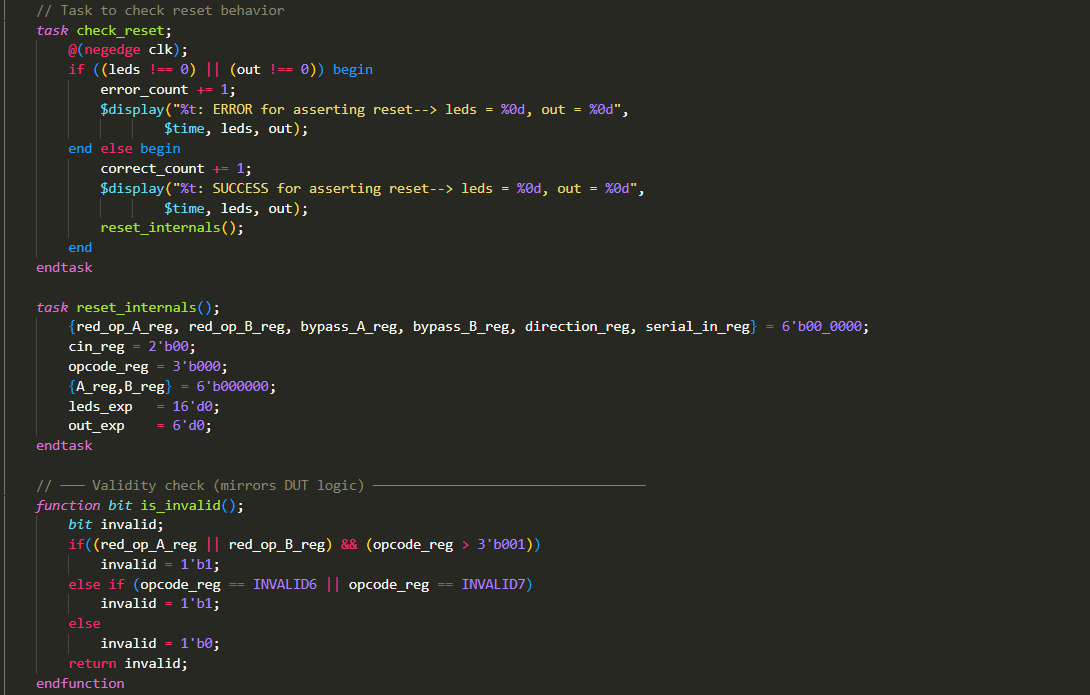 // Task to check reset behavior
task check_reset;
    @(negedge clk);
    if ((leds !== 0) || (out !== 0)) begin
        error_count += 1;
        $display("%t: ERROR for asserting reset--> leds = %0d, out = %0d",
                $time, leds, out);
    end else begin
        correct_count += 1;
        $display("%t: SUCCESS for asserting reset--> leds = %0d, out = %0d",
                $time, leds, out);
        reset_internals();
    end
endtask

task reset_internals();
    {red_op_A_reg, red_op_B_reg, bypass_A_reg, bypass_B_reg, direction_reg, serial_in_reg} = 6'b00_0000;
    cin_reg = 2'b00;
    opcode_reg = 3'b000;
    {A_reg,B_reg} = 6'b000000;
    leds_exp   = 16'd0;
    out_exp    = 6'd0;
endtask

// ─── Validity check (mirrors DUT logic) ──────────────────────────────────
function bit is_invalid();
    bit invalid;
    if((red_op_A_reg || red_op_B_reg) && (opcode_reg > 3'b001))
        invalid = 1'b1;
    else if (opcode_reg == INVALID6 || opcode_reg == INVALID7)
        invalid = 1'b1;
    else
        invalid = 1'b0;
    return invalid;
endfunction